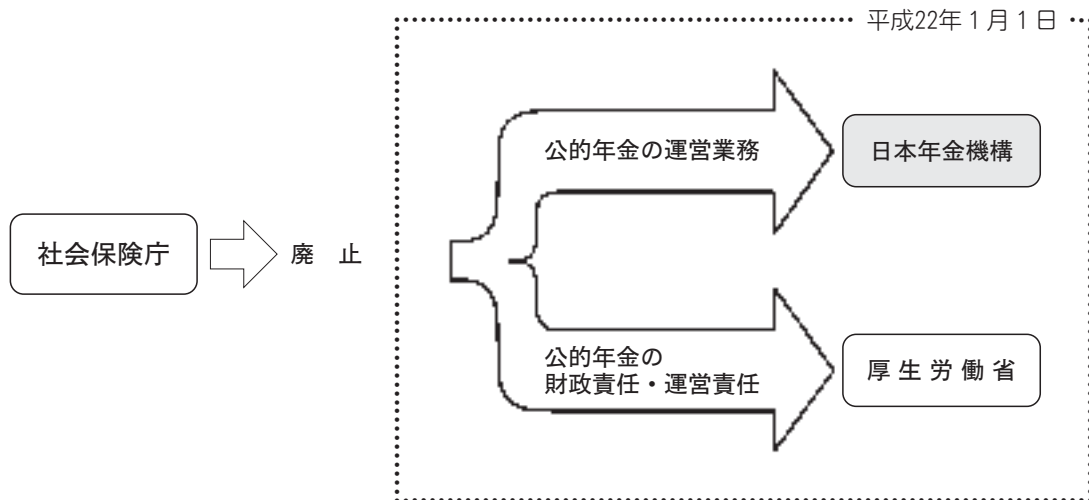 平成22年1月1日
公的年金の運営業務
日本年金機構
社会保険庁
廃 止
公的年金の
財政責任・運営責任
厚生労働省